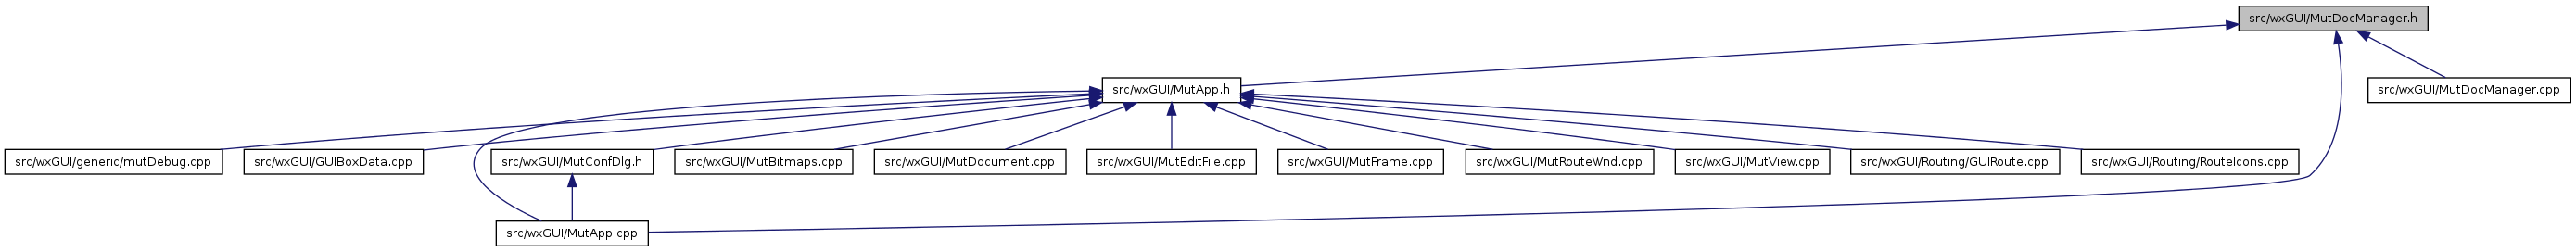 src/wxGUI/MutDocManager.h
src/wxGUI/MutApp.h
src/wxGUI/MutDocManager.cpp
src/wxGUI/generic/mutDebug.cpp
src/wxGUI/GUIBoxData.cpp
src/wxGUI/MutConfDlg.h
src/wxGUI/MutBitmaps.cpp
src/wxGUI/MutDocument.cpp
src/wxGUI/MutEditFile.cpp
src/wxGUI/MutFrame.cpp
src/wxGUI/MutRouteWnd.cpp
src/wxGUI/MutView.cpp
src/wxGUI/Routing/GUIRoute.cpp
src/wxGUI/Routing/RouteIcons.cpp
src/wxGUI/MutApp.cpp